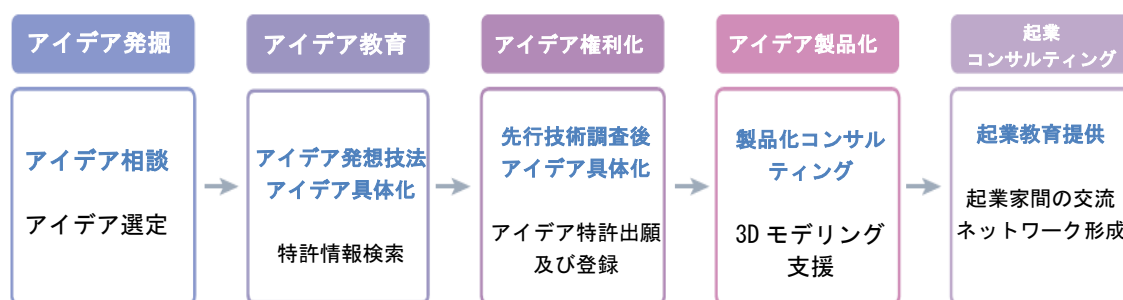 アイデア発掘
アイデア相談
アイデア選定
アイデア教育
アイデア発想技法
アイデア具体化
特許情報検索
アイデア権利化
先行技術調査後
アイデア具体化
アイデア特許出願
及び登録
アイデア製品化
製品化コンサル
ティング
3D モデリング
支援
起業
コンサルティング
起業教育提供
起業家間の交流
ネットワーク形成